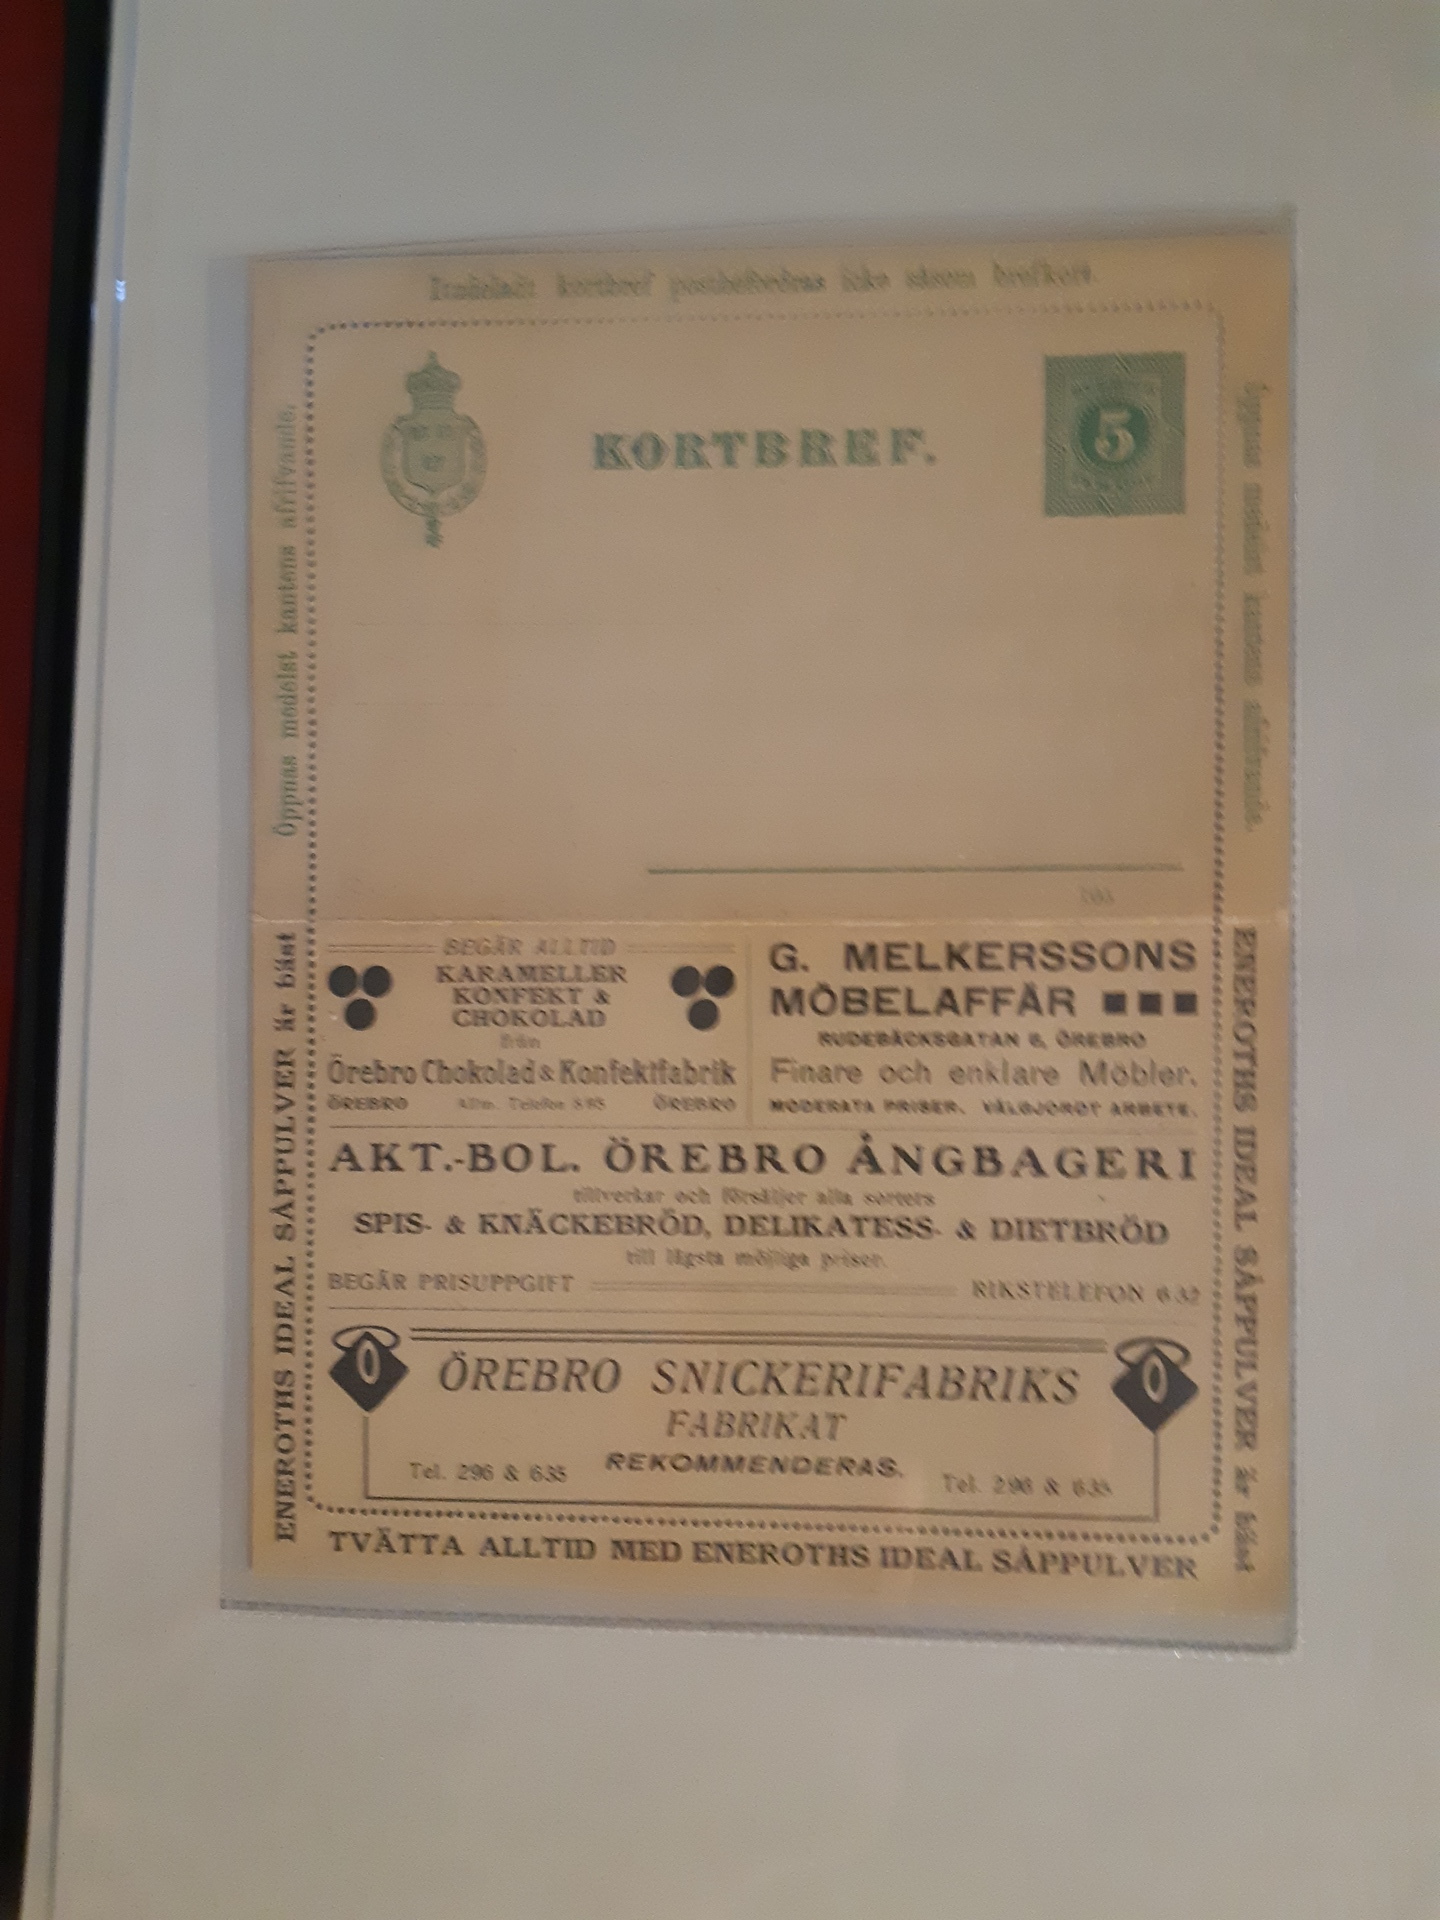 kortbref postbefordras icke såsom brefkort.
Öppnas medelst kantens afrifvande.
KORTBREF.
5
Öppnas medelst kantens afrifvande.
ENEROTHS IDEAL SÅPPULVER är bäst
BEGÄR ALLTID
KARAMELLER
KONFEKT &
CHOKOLAD
från
Örebro Chokolad & Konfektfabrik
ÖREBRO Allm. Telefon ÖREBRO
G. MELKERSSONS
MÖBELAFFÄR
RUDEBÄCKSGATAN 6, ÖREBRO
Finare och enklare Möbler.
MODERATA PRISER. VÄLGJORDT ARBETE.
AKT.-BOL. ÖREBRO ÅNGBAGERI
tillverkar och försäljer alla sorters
SPIS- & KNÄCKEBRÖD, DELIKATESS- & DIETBRÖD
till lägsta möjliga priser.
BEGÄR PRISUPPGIFT RIKSTELEFON 632
ÖREBRO SNICKERIFABRIKS
FABRIKAT
REKOMMENDERAS.
Tel. 296 & 635 Tel. 296 & 635
TVÄTTA ALLTID MED ENEROTHS IDEAL SÅPPULVER
ENEROTHS IDEAL SÅPPULVER är bäst